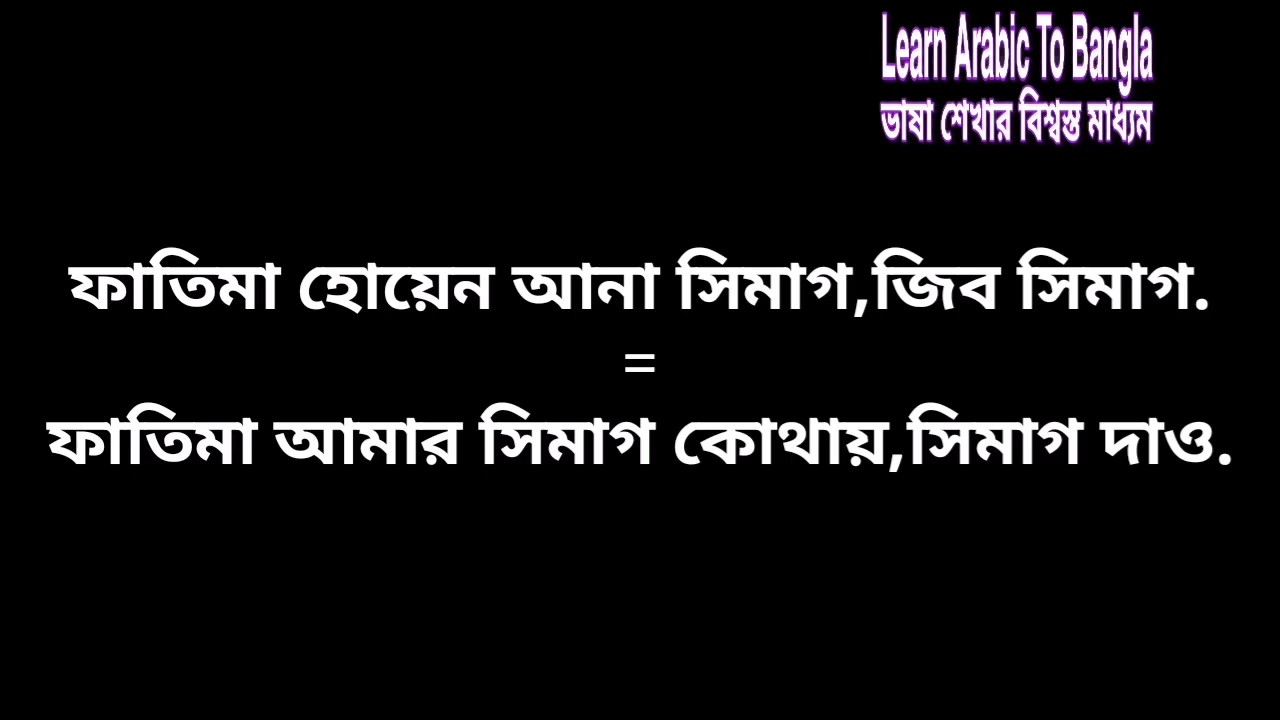 Learn Arabic To Bangla
ভাষা শেখার বিশ্বস্ত মাধ্যম
ফাতিমা হোয়েন আনা সিমাগ,জিব সিমাগ.
=
ফাতিমা আমার সিমাগ কোথায়,সিমাগ দাও.